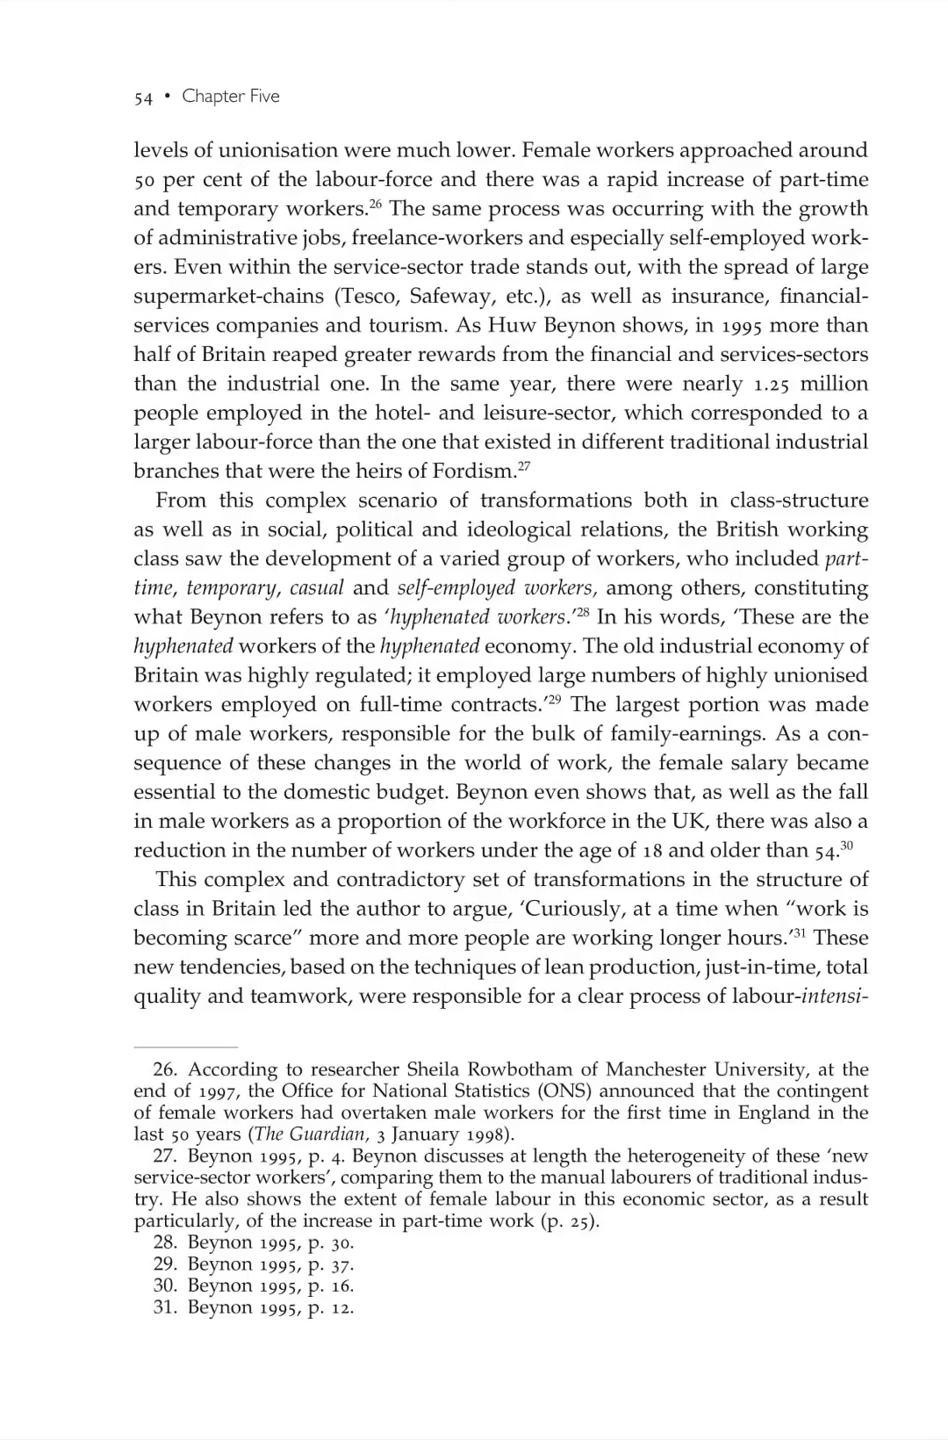 54 • Chapter Five
levels of unionisation were much lower. Female workers approached around
50 per cent of the labour-force and there was a rapid increase of part-time
and temporary workers.26 The same process was occurring with the growth
of administrative jobs, freelance-workers and especially self-employed work-
ers. Even within the service-sector trade stands out, with the spread of large
supermarket-chains (Tesco, Safeway, etc.), as well as insurance, financial-
services companies and tourism. As Huw Beynon shows, in 1995 more than
half of Britain reaped greater rewards from the financial and services-sectors
than the industrial one. In the same year, there were nearly 1.25 million
people employed in the hotel- and leisure-sector, which corresponded to a
larger labour-force than the one that existed in different traditional industrial
branches that were the heirs of Fordism.27
From this complex scenario of transformations both in class-structure
as well as in social, political and ideological relations, the British working
class saw the development of a varied group of workers, who included part-
time, temporary, casual and self-employed workers, among others, constituting
what Beynon refers to as ‘hyphenated workers.’28 In his words, ‘These are the
hyphenated workers of the hyphenated economy. The old industrial economy of
Britain was highly regulated; it employed large numbers of highly unionised
workers employed on full-time contracts.’29 The largest portion was made
up of male workers, responsible for the bulk of family-earnings. As a con-
sequence of these changes in the world of work, the female salary became
essential to the domestic budget. Beynon even shows that, as well as the fall
in male workers as a proportion of the workforce in the UK, there was also a
reduction in the number of workers under the age of 18 and older than 54.30
This complex and contradictory set of transformations in the structure of
class in Britain led the author to argue, ‘Curiously, at a time when “work is
becoming scarce” more and more people are working longer hours.’31 These
new tendencies, based on the techniques of lean production, just-in-time, total
quality and teamwork, were responsible for a clear process of labour-intensi-
26. According to researcher Sheila Rowbotham of Manchester University, at the
end of 1997, the Office for National Statistics (ONS) announced that the contingent
of female workers had overtaken male workers for the first time in England in the
last 50 years (The Guardian, 3 January 1998).
27. Beynon 1995, p. 4. Beynon discusses at length the heterogeneity of these ‘new
service-sector workers’, comparing them to the manual labourers of traditional indus-
try. He also shows the extent of female labour in this economic sector, as a result
particularly, of the increase in part-time work (p. 25).
28. Beynon 1995, p. 30.
29. Beynon 1995, p. 37.
30. Beynon 1995, p. 16.
31. Beynon 1995, p. 12.